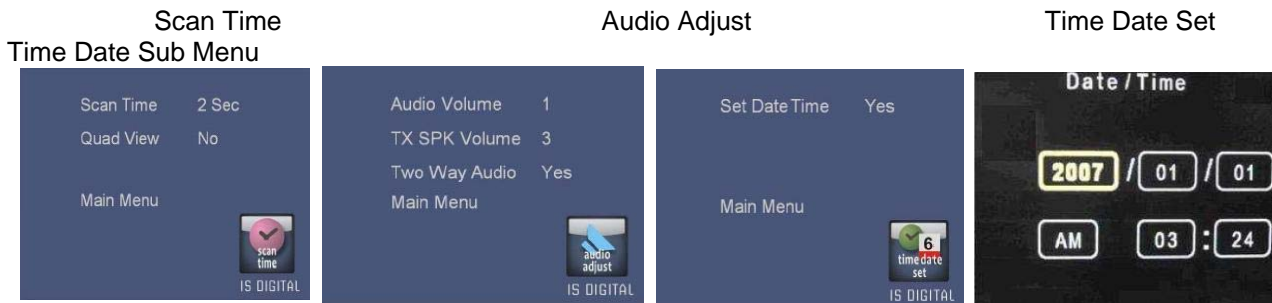 Scan Time
Audio Adjust
Time Date Set
Time Date Sub Menu
Scan Time 2 Sec
Quad View No
Main Menu
scan
time
IS DIGITAL
Audio Volume 1
TX SPK Volume 3
Two Way Audio Yes
Main Menu
audio
adjust
IS DIGITAL
Set Date Time Yes
Main Menu
6
time date
set
IS DIGITAL
Date / Time
2007 / 01 / 01
AM 03 : 24